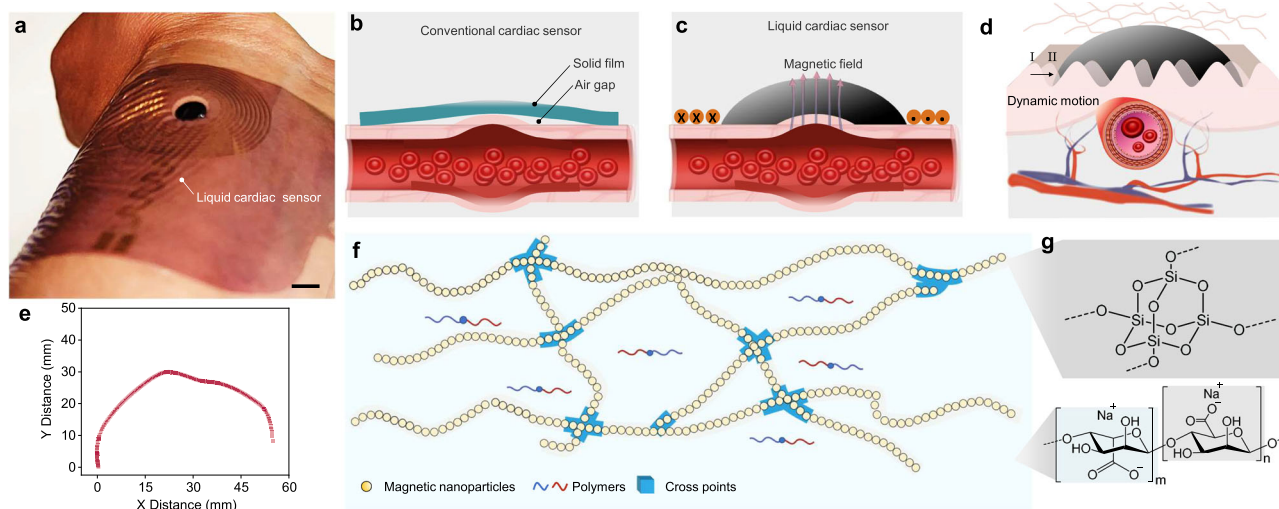 a
Liquid cardiac sensor
b
Conventional cardiac sensor
Solid film
Air gap
c
Liquid cardiac sensor
Magnetic field
X X X
d
I II
Dynamic motion
e
50
40
30
20
10
0
Y Distance (mm)
0 15 30 45 60
X Distance (mm)
f
Magnetic nanoparticles
Polymers
Cross points
g
O
Si
O O O
O Si Si O
O Si O
O
Na+
O HO OH O
O O−
m
Na+
O O− OH
O HO O O
n